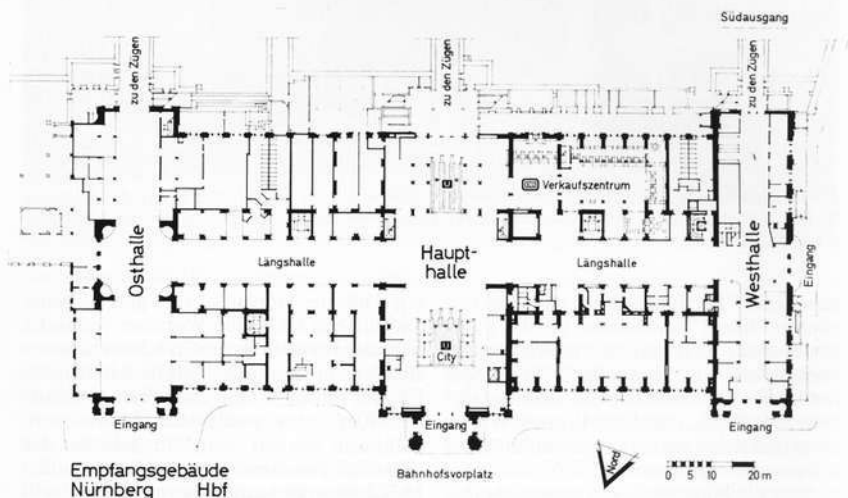 Südausgang
zu den Zügen
zu den Zügen
zu den Zügen
DB Verkaufszentrum
Osthalle
Längshalle
Haupt-
halle
Längshalle
Westhalle
Eingang
City
Eingang
Eingang
Eingang
Empfangsgebäude
Nürnberg Hbf
Bahnhofsvorplatz
Nord
0 5 10 20 m